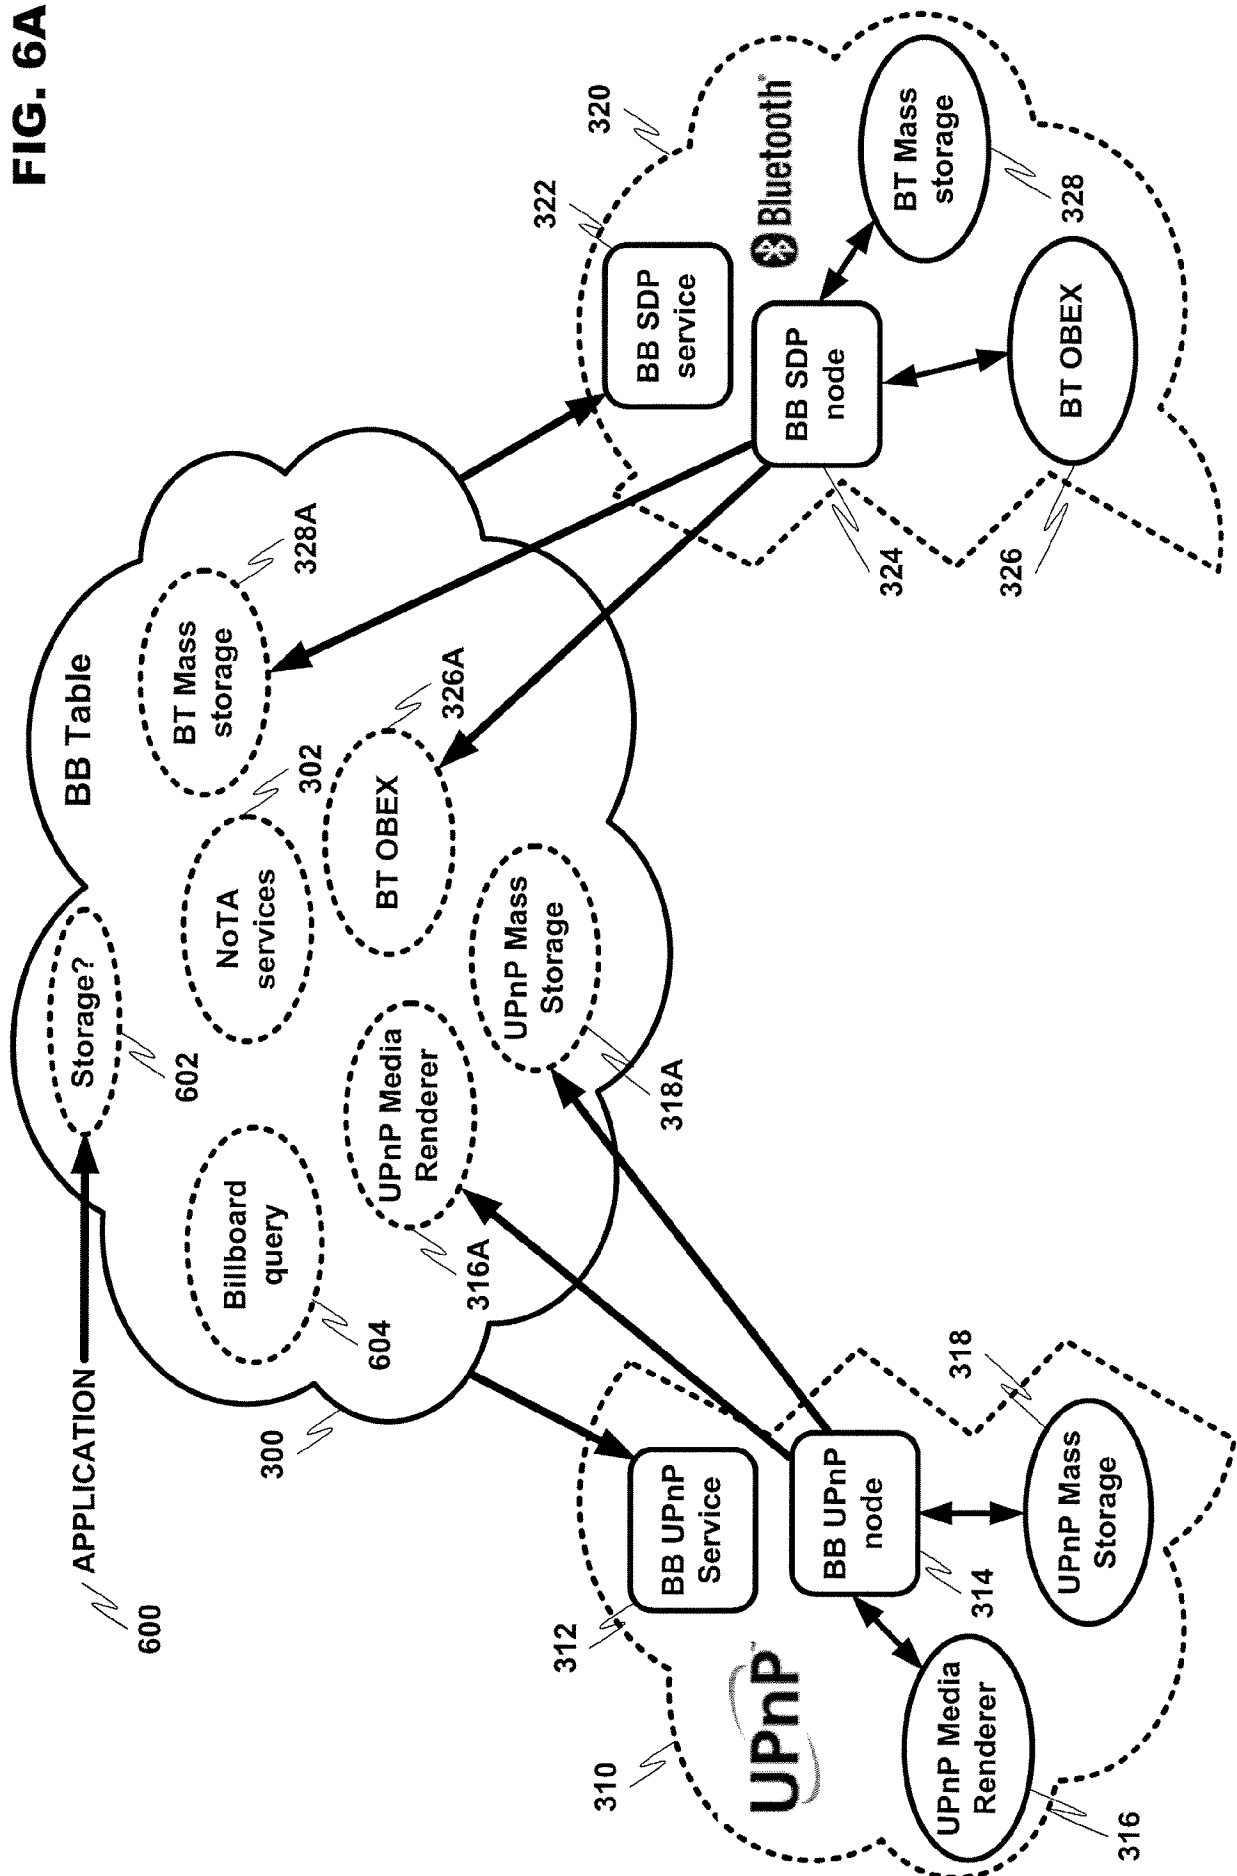 FIG. 6A
600
APPLICATION
300
BB Table
Storage?
602
Billboard
query
604
NoTA
services
302
BT Mass
storage
328A
UPnP Media
Renderer
316A
BT OBEX
326A
UPnP Mass
Storage
318A
310
312
BB UPnP
Service
UPnP™
BB UPnP
node
314
UPnP Media
Renderer
316
UPnP Mass
Storage
318
320
322
BB SDP
service
Bluetooth
BB SDP
node
324
BT Mass
storage
328
BT OBEX
326